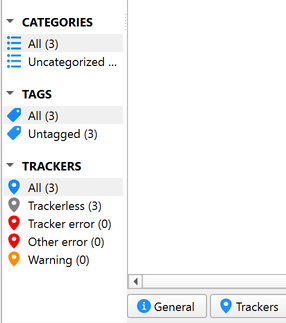 CATEGORIES
All (3)
Uncategorized ...
TAGS
All (3)
Untagged (3)
TRACKERS
All (3)
Trackerless (3)
Tracker error (0)
Other error (0)
Warning (0)
General
Trackers